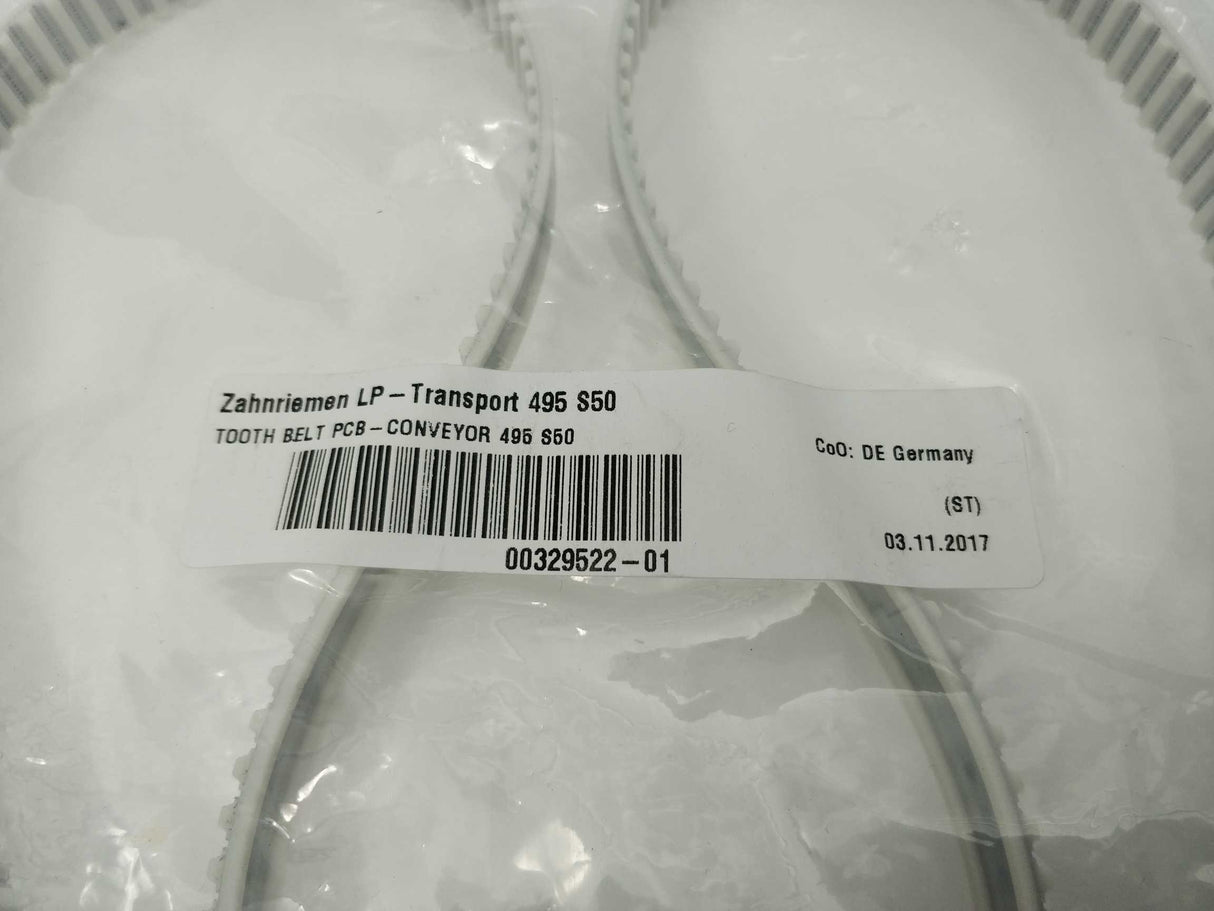 Zahnriemen LP-Transport 495 S50
TOOTH BELT PCB-CONVEYOR 495 S50
00329522-01
CoO: DE Germany
(ST)
03.11.2017